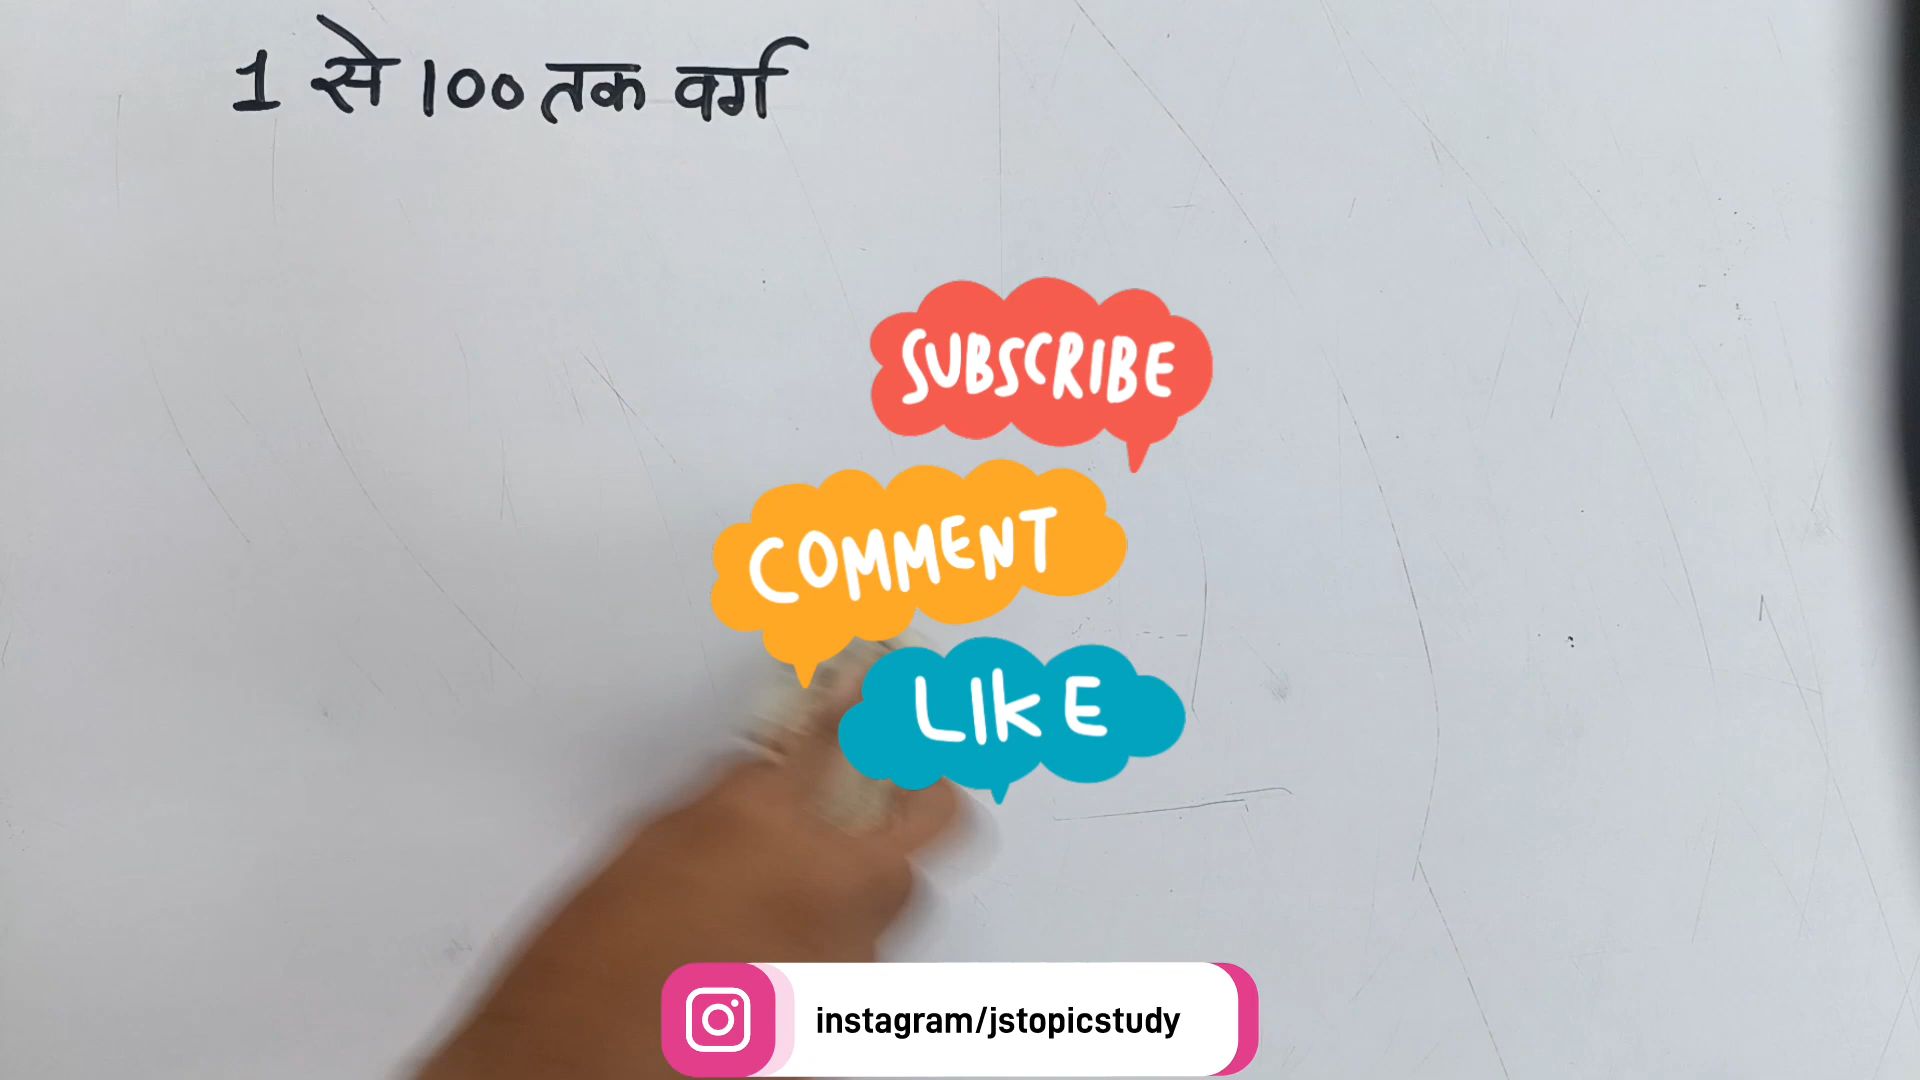 1 से 100 तक वर्ग
SUBSCRIBE
COMMENT
LIKE
instagram/jstopicstudy